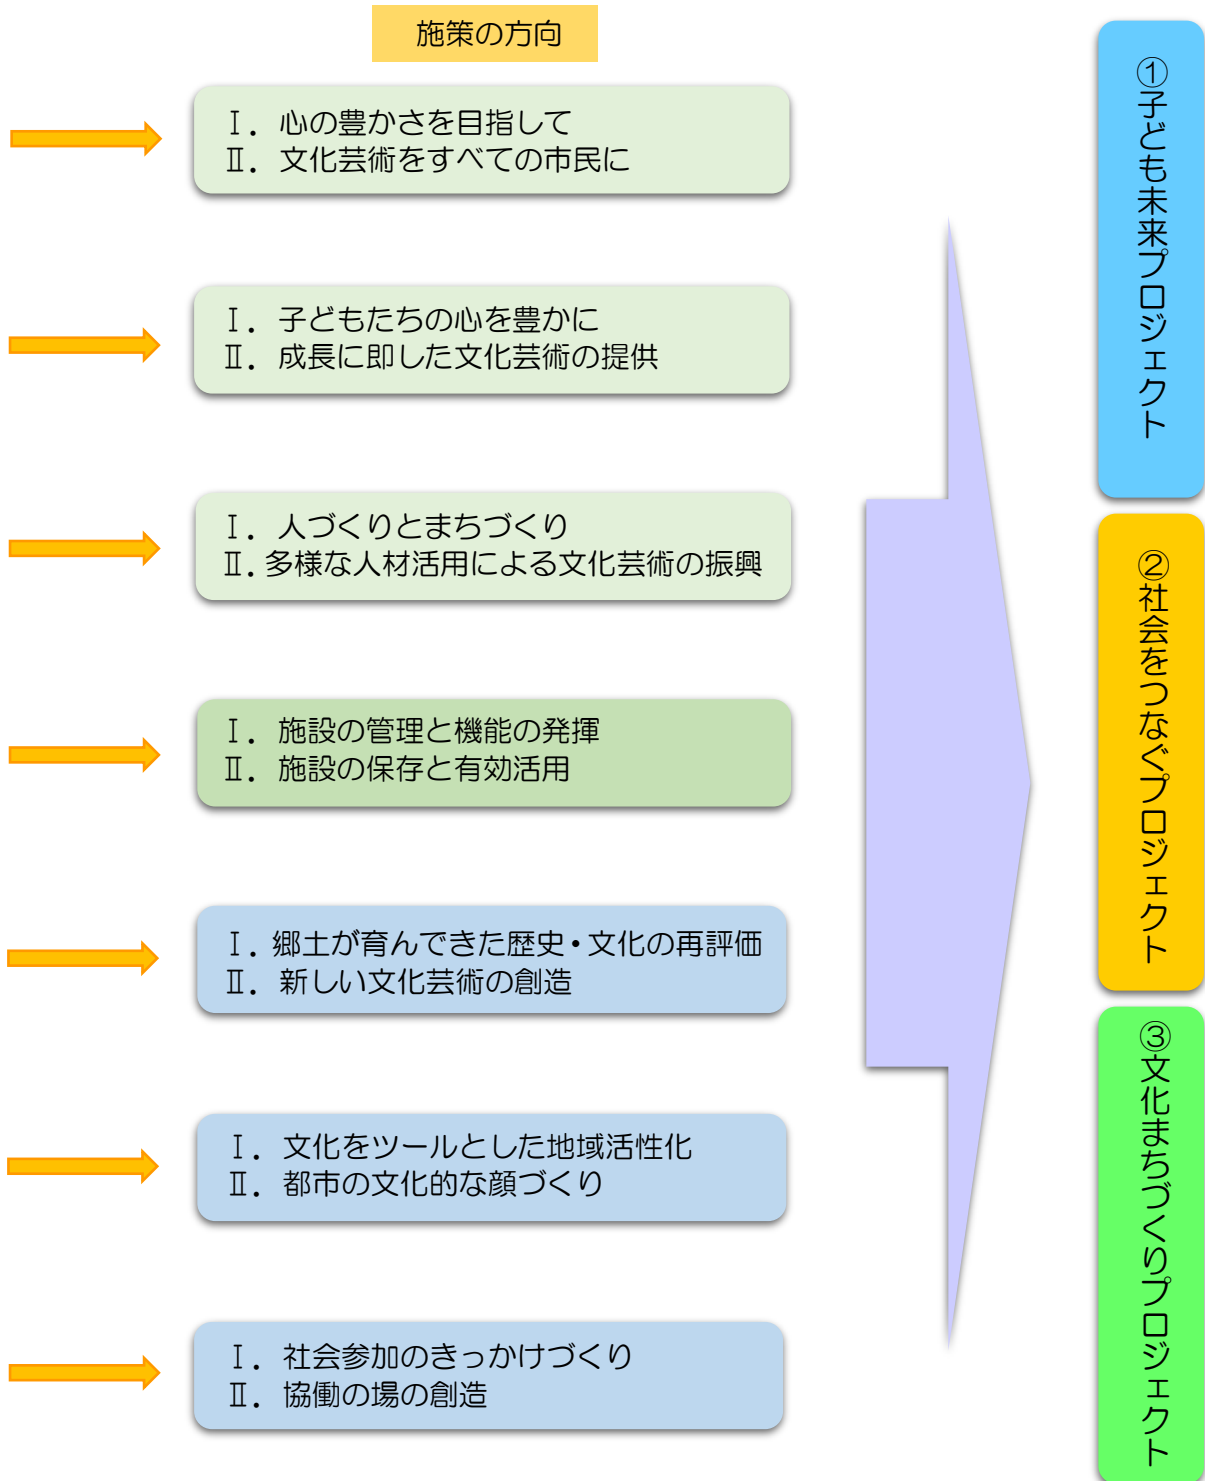 施策の方向
Ⅰ．心の豊かさを目指して
Ⅱ．文化芸術をすべての市民に
Ⅰ．子どもたちの心を豊かに
Ⅱ．成長に即した文化芸術の提供
Ⅰ．人づくりとまちづくり
Ⅱ．多様な人材活用による文化芸術の振興
Ⅰ．施設の管理と機能の発揮
Ⅱ．施設の保存と有効活用
Ⅰ．郷土が育んできた歴史・文化の再評価
Ⅱ．新しい文化芸術の創造
Ⅰ．文化をツールとした地域活性化
Ⅱ．都市の文化的な顔づくり
Ⅰ．社会参加のきっかけづくり
Ⅱ．協働の場の創造
①子ども未来プロジェクト
②社会をつなぐプロジェクト
③文化まちづくりプロジェクト